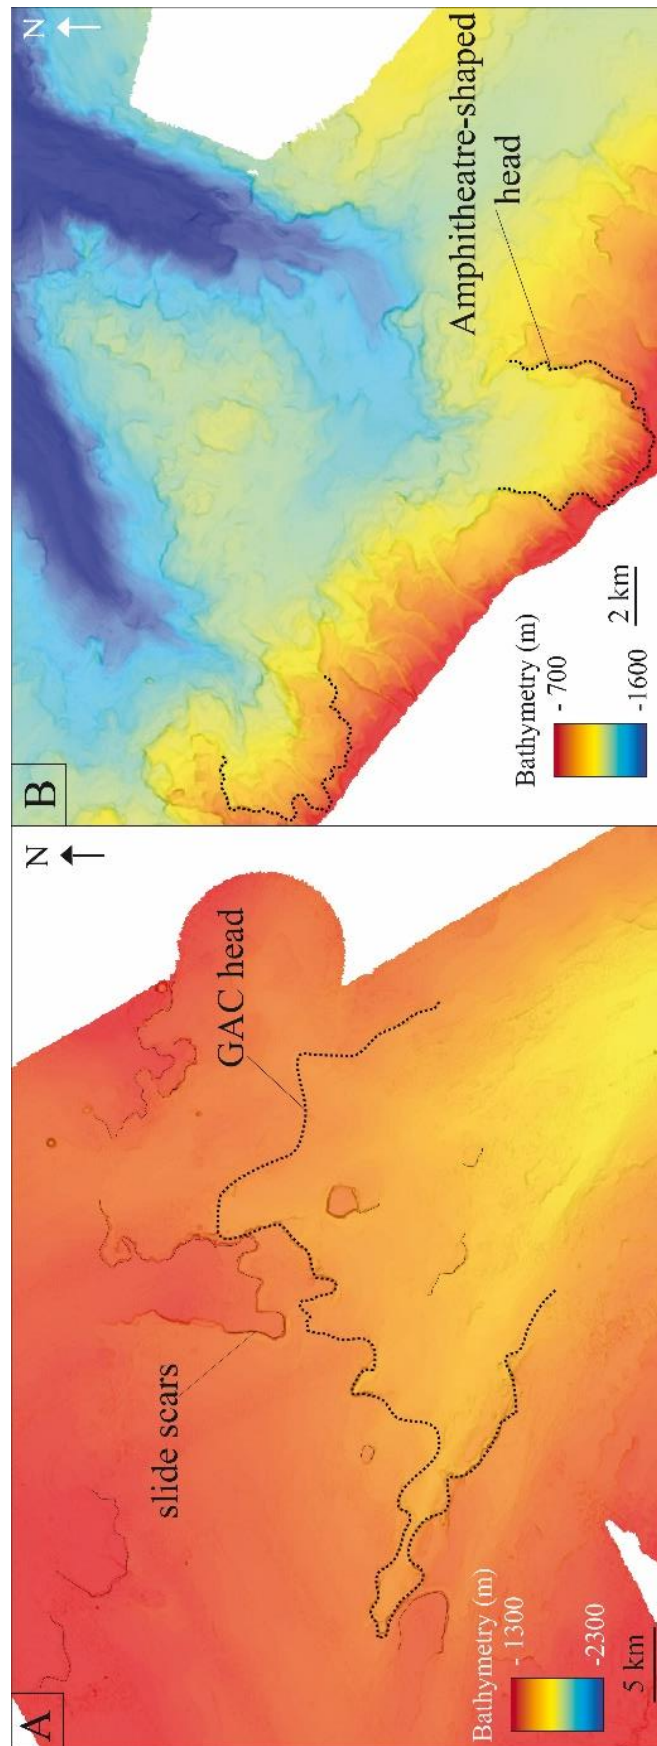 A
N
GAC head
slide scars
Bathymetry (m)
- 1300
-2300
5 km
B
N
Amphitheatre-shaped
head
Bathymetry (m)
- 700
-1600
2 km